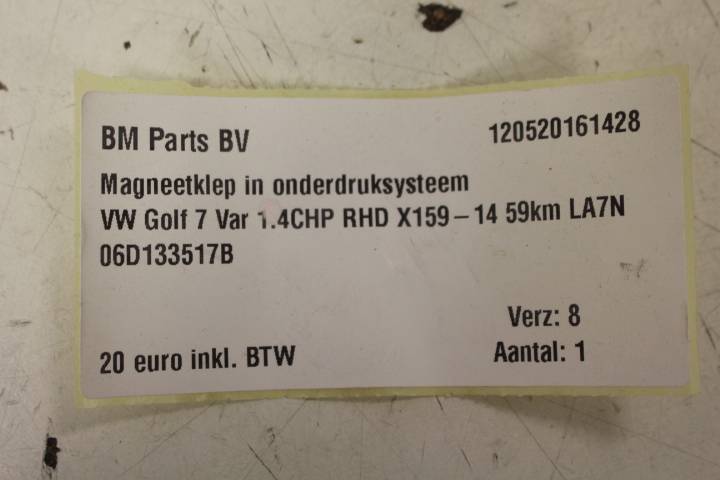 BM Parts BV 120520161428
Magneetklep in onderdruksysteem
VW Golf 7 Var 1.4CHP RHD X159-14 59km LA7N
06D133517B
Verz: 8
20 euro inkl. BTW Aantal: 1